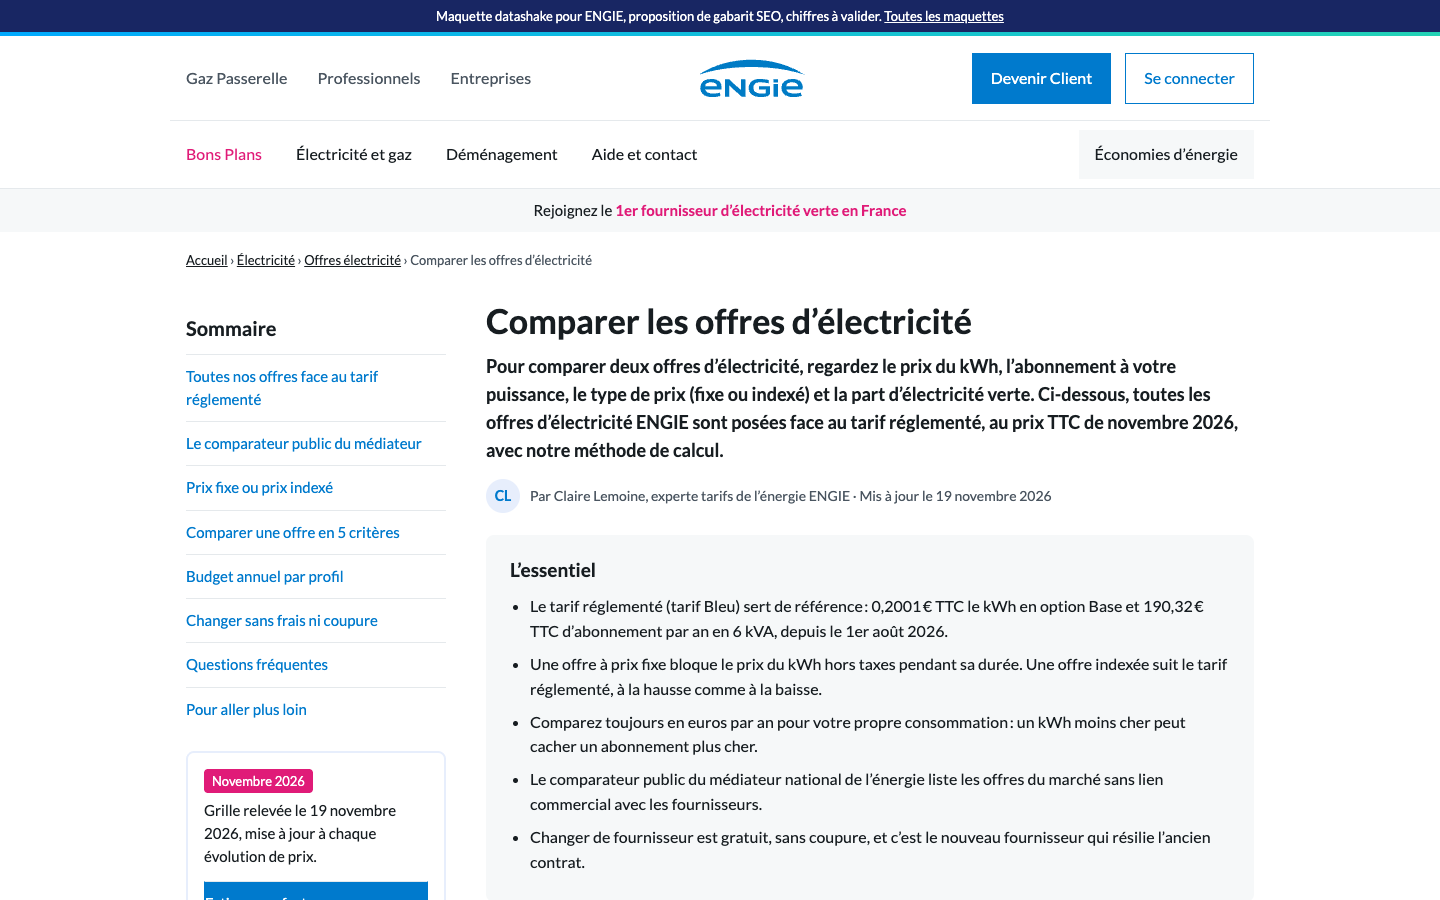 Maquette datashake pour ENGIE, proposition de gabarit SEO, chiffres à valider. Toutes les maquettes
Gaz Passerelle
Professionnels
Entreprises
ENGIE
Devenir Client
Se connecter
Bons Plans
Électricité et gaz
Déménagement
Aide et contact
Économies d’énergie
Rejoignez le 1er fournisseur d’électricité verte en France
Accueil › Électricité › Offres électricité › Comparer les offres d’électricité
Sommaire
Toutes nos offres face au tarif
réglementé
Le comparateur public du médiateur
Prix fixe ou prix indexé
Comparer une offre en 5 critères
Budget annuel par profil
Changer sans frais ni coupure
Questions fréquentes
Pour aller plus loin
Novembre 2026
Grille relevée le 19 novembre
2026, mise à jour à chaque
évolution de prix.
Comparer les offres d’électricité
Pour comparer deux offres d’électricité, regardez le prix du kWh, l’abonnement à votre
puissance, le type de prix (fixe ou indexé) et la part d’électricité verte. Ci-dessous, toutes les
offres d’électricité ENGIE sont posées face au tarif réglementé, au prix TTC de novembre 2026,
avec notre méthode de calcul.
CL
Par Claire Lemoine, experte tarifs de l’énergie ENGIE · Mis à jour le 19 novembre 2026
L’essentiel
• Le tarif réglementé (tarif Bleu) sert de référence : 0,2001 € TTC le kWh en option Base et 190,32 €
TTC d’abonnement par an en 6 kVA, depuis le 1er août 2026.
• Une offre à prix fixe bloque le prix du kWh hors taxes pendant sa durée. Une offre indexée suit le tarif
réglementé, à la hausse comme à la baisse.
• Comparez toujours en euros par an pour votre propre consommation : un kWh moins cher peut
cacher un abonnement plus cher.
• Le comparateur public du médiateur national de l’énergie liste les offres du marché sans lien
commercial avec les fournisseurs.
• Changer de fournisseur est gratuit, sans coupure, et c’est le nouveau fournisseur qui résilie l’ancien
contrat.